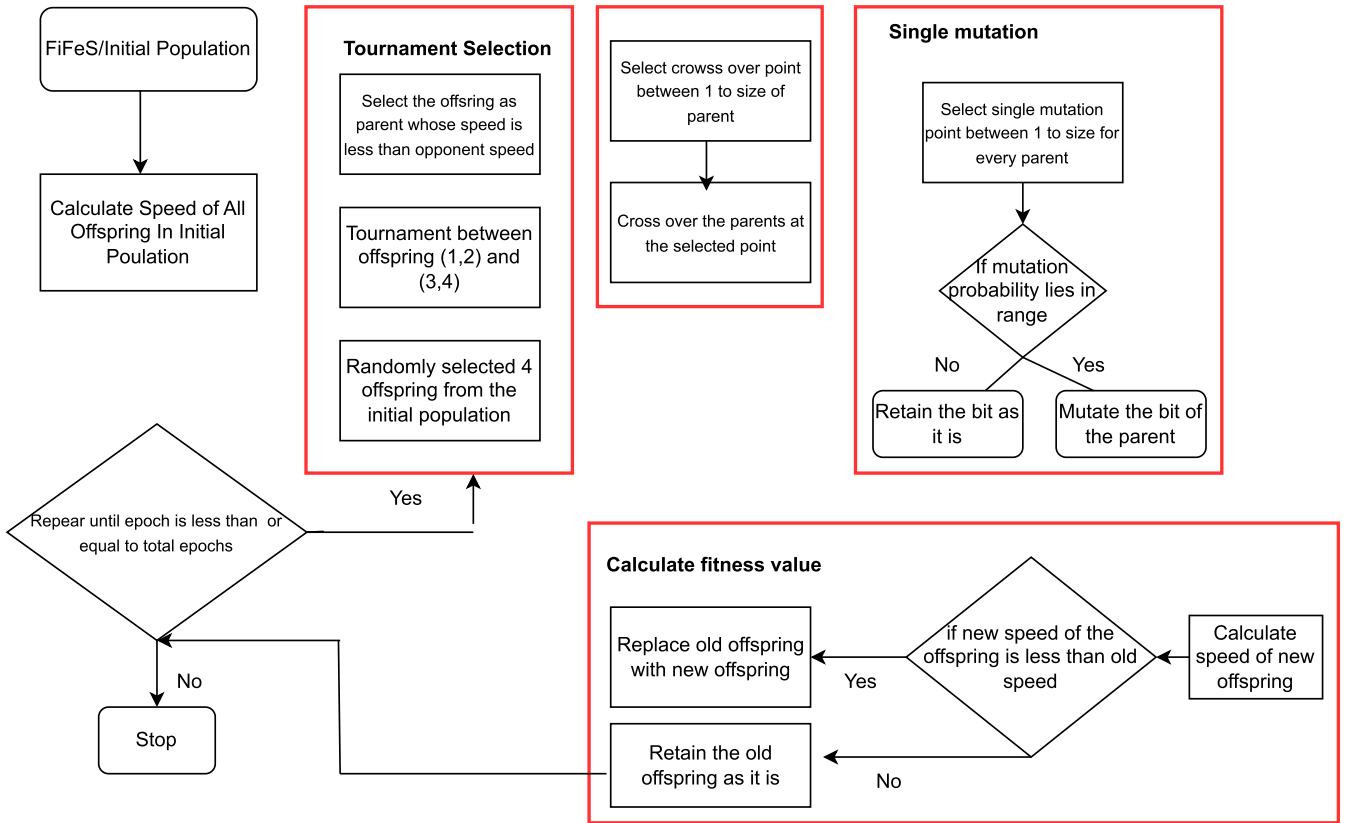 FiFeS/Initial Population
Calculate Speed of All
Offspring In Initial
Poulation
Tournament Selection
Select the offsring as
parent whose speed is
less than opponent speed
Tournament between
offspring (1,2) and
(3,4)
Randomly selected 4
offspring from the
initial population
Select crowss over point
between 1 to size of
parent
Cross over the parents at
the selected point
Single mutation
Select single mutation
point between 1 to size for
every parent
If mutation
probability lies in
range
No
Yes
Retain the bit as
it is
Mutate the bit of
the parent
Repear until epoch is less than or
equal to total epochs
Yes
No
Stop
Calculate fitness value
Replace old offspring
with new offspring
Yes
if new speed of the
offspring is less than old
speed
Calculate
speed of new
offspring
Retain the old
offspring as it is
No